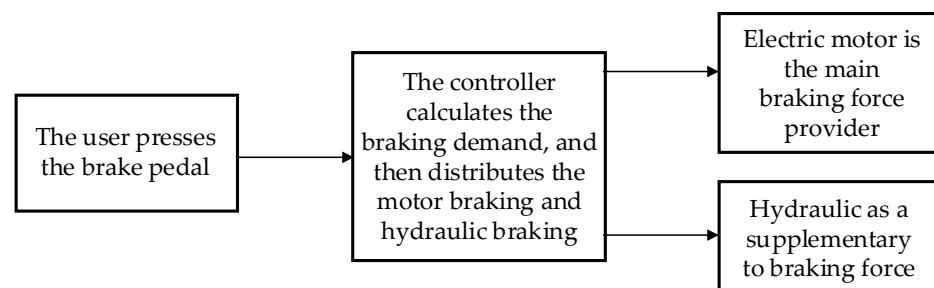 The user presses
the brake pedal
The controller
calculates the
braking demand, and
then distributes the
motor braking and
hydraulic braking
Electric motor is
the main
braking force
provider
Hydraulic as a
supplementary
to braking force